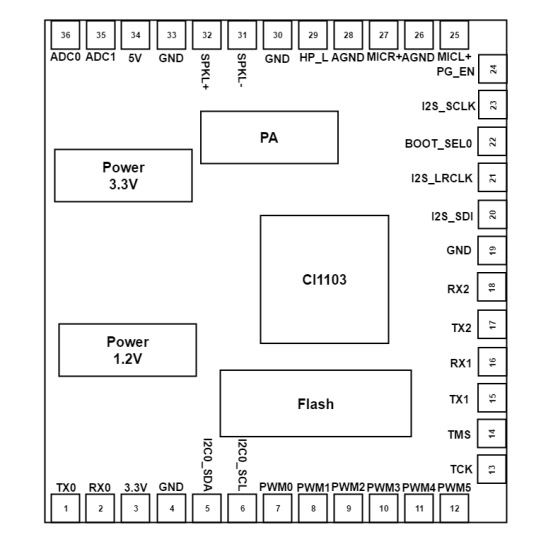 36 35 34 33 32 31 30 29 28 27 26 25
ADC0 ADC1 5V GND SPKL+ SPKL- GND HP_L AGND MICR+ AGND MICL+
PG_EN 24
I2S_SCLK 23
PA
BOOT_SEL0 22
Power
3.3V
I2S_LRCLK 21
I2S_SDI 20
GND 19
CI1103
RX2 18
TX2 17
Power
1.2V
RX1 16
TX1 15
Flash
TMS 14
TCK 13
TX0 RX0 3.3V GND I2C0_SDA I2C0_SCL PWM0 PWM1 PWM2 PWM3 PWM4 PWM5
1 2 3 4 5 6 7 8 9 10 11 12